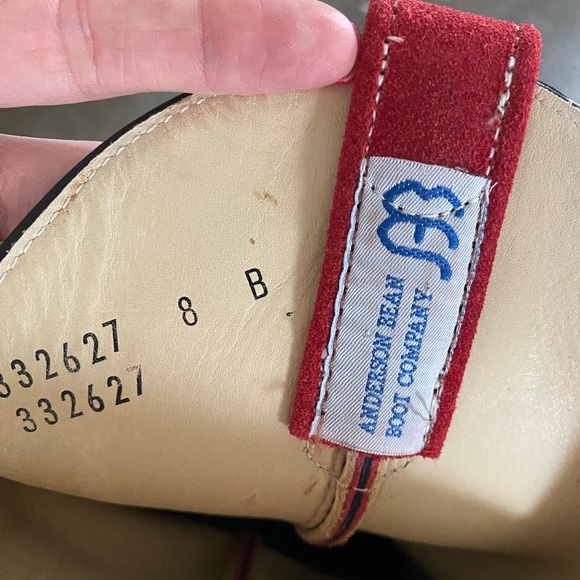 332627 8 B
332627
AB
ANDERSON BEAN
BOOT COMPANY